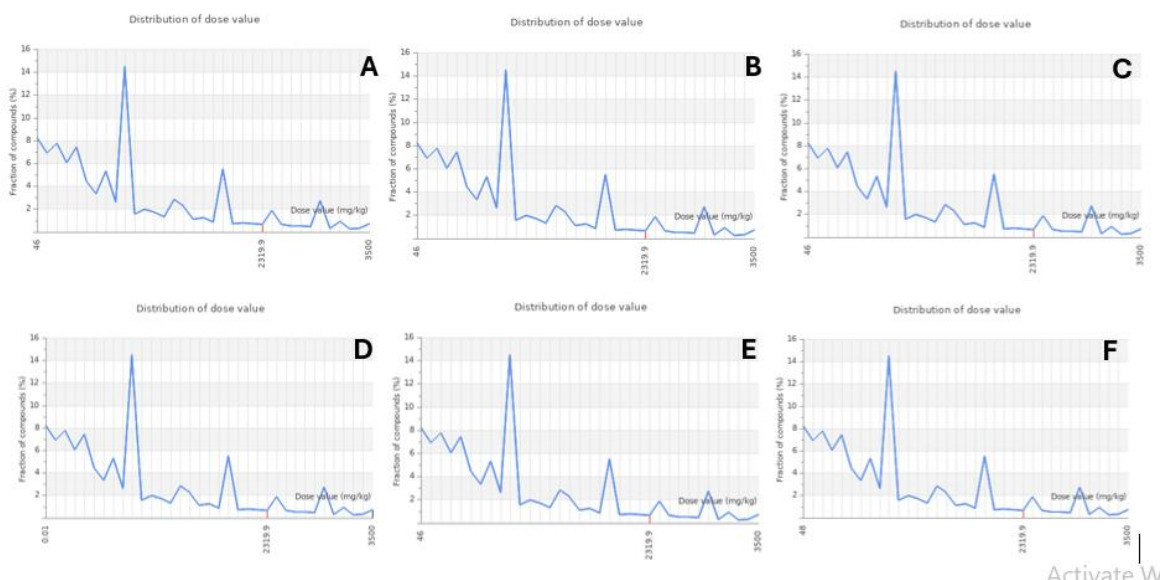 Distribution of dose value
A
Fraction of compounds (%)
16
14
12
10
8
6
4
2
Dose value (mg/kg)
46
2319.9
3500
Distribution of dose value
B
Fraction of compounds (%)
16
14
12
10
8
6
4
2
Dose value (mg/kg)
46
2319.9
3500
Distribution of dose value
C
Fraction of compounds (%)
16
14
12
10
8
6
4
2
Dose value (mg/kg)
46
2319.9
3500
Distribution of dose value
D
Fraction of compounds (%)
16
14
12
10
8
6
4
2
Dose value (mg/kg)
0.01
2319.9
3500
Distribution of dose value
E
Fraction of compounds (%)
16
14
12
10
8
6
4
2
Dose value (mg/kg)
46
2319.9
3500
Distribution of dose value
F
Fraction of compounds (%)
16
14
12
10
8
6
4
2
Dose value (mg/kg)
48
2319.9
3500
Activate W